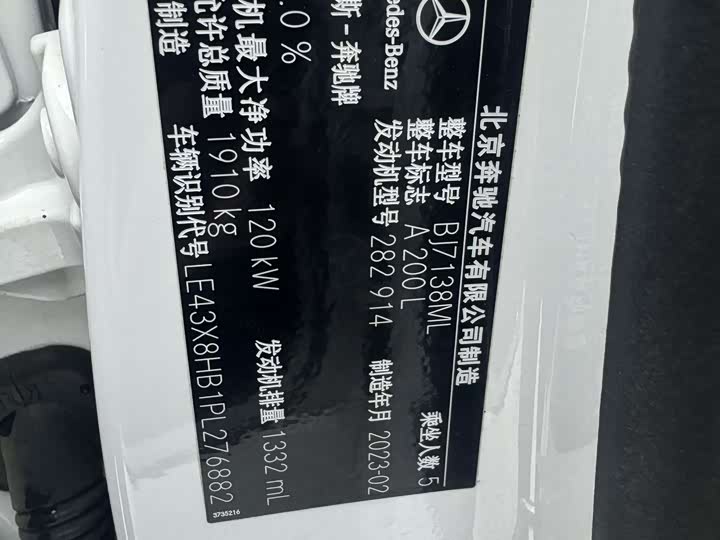 北京奔驰汽车有限公司制造
整车型号 BJ7138ML 乘坐人数 5
整车标志 A 200 L
发动机型号 282 914 制造年月 2023-02
edes-Benz
斯-奔驰牌
.0 %
机最大净功率 120 kW 发动机排量 1332 mL
允许总质量 1910 kg
车辆识别代号 LE43X8HB1PL276882
制造
3735216